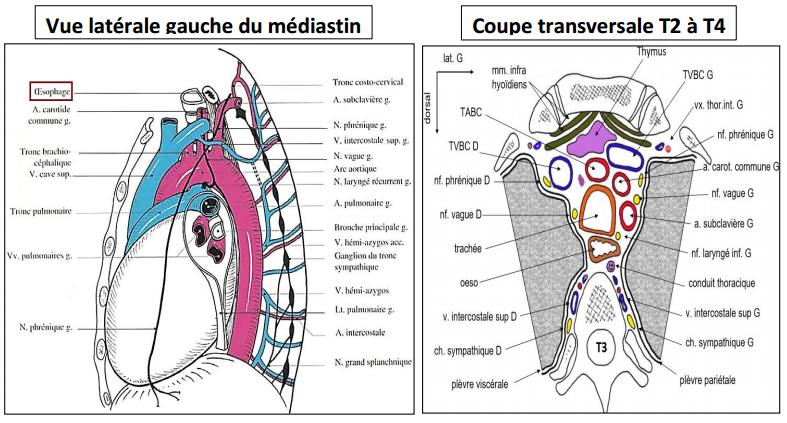 Vue latérale gauche du médiastin
Œsophage
A. carotide
commune g.
Tronc brachio-
céphalique
V. cave sup.
Tronc pulmonaire
Vv. pulmonaires g.
N. phrénique g.
Tronc costo-cervical
A. subclavière g.
N. phrénique g.
V. intercostale sup. g.
N. vague g.
Arc aortique
N. laryngé récurrent g.
A. pulmonaire g.
Bronche principale g.
V. hémi-azygos acc.
Ganglion du tronc
sympathique
V. hémi-azygos
Lt. pulmonaire g.
A. intercostale
N. grand splanchnique
Coupe transversale T2 à T4
lat. G
dorsal
mm. infra
hyoïdiens
TABC
TVBC D
nf. phrénique D
nf. vague D
trachée
oeso
v. intercostale sup D
ch. sympathique D
plèvre viscérale
Thymus
TVBC G
vx. thor.int. G
nf. phrénique G
a. carot. commune G
nf. vague G
a. subclavière G
nf. laryngé inf. G
conduit thoracique
v. intercostale sup G
ch. sympathique G
plèvre pariétale
T3